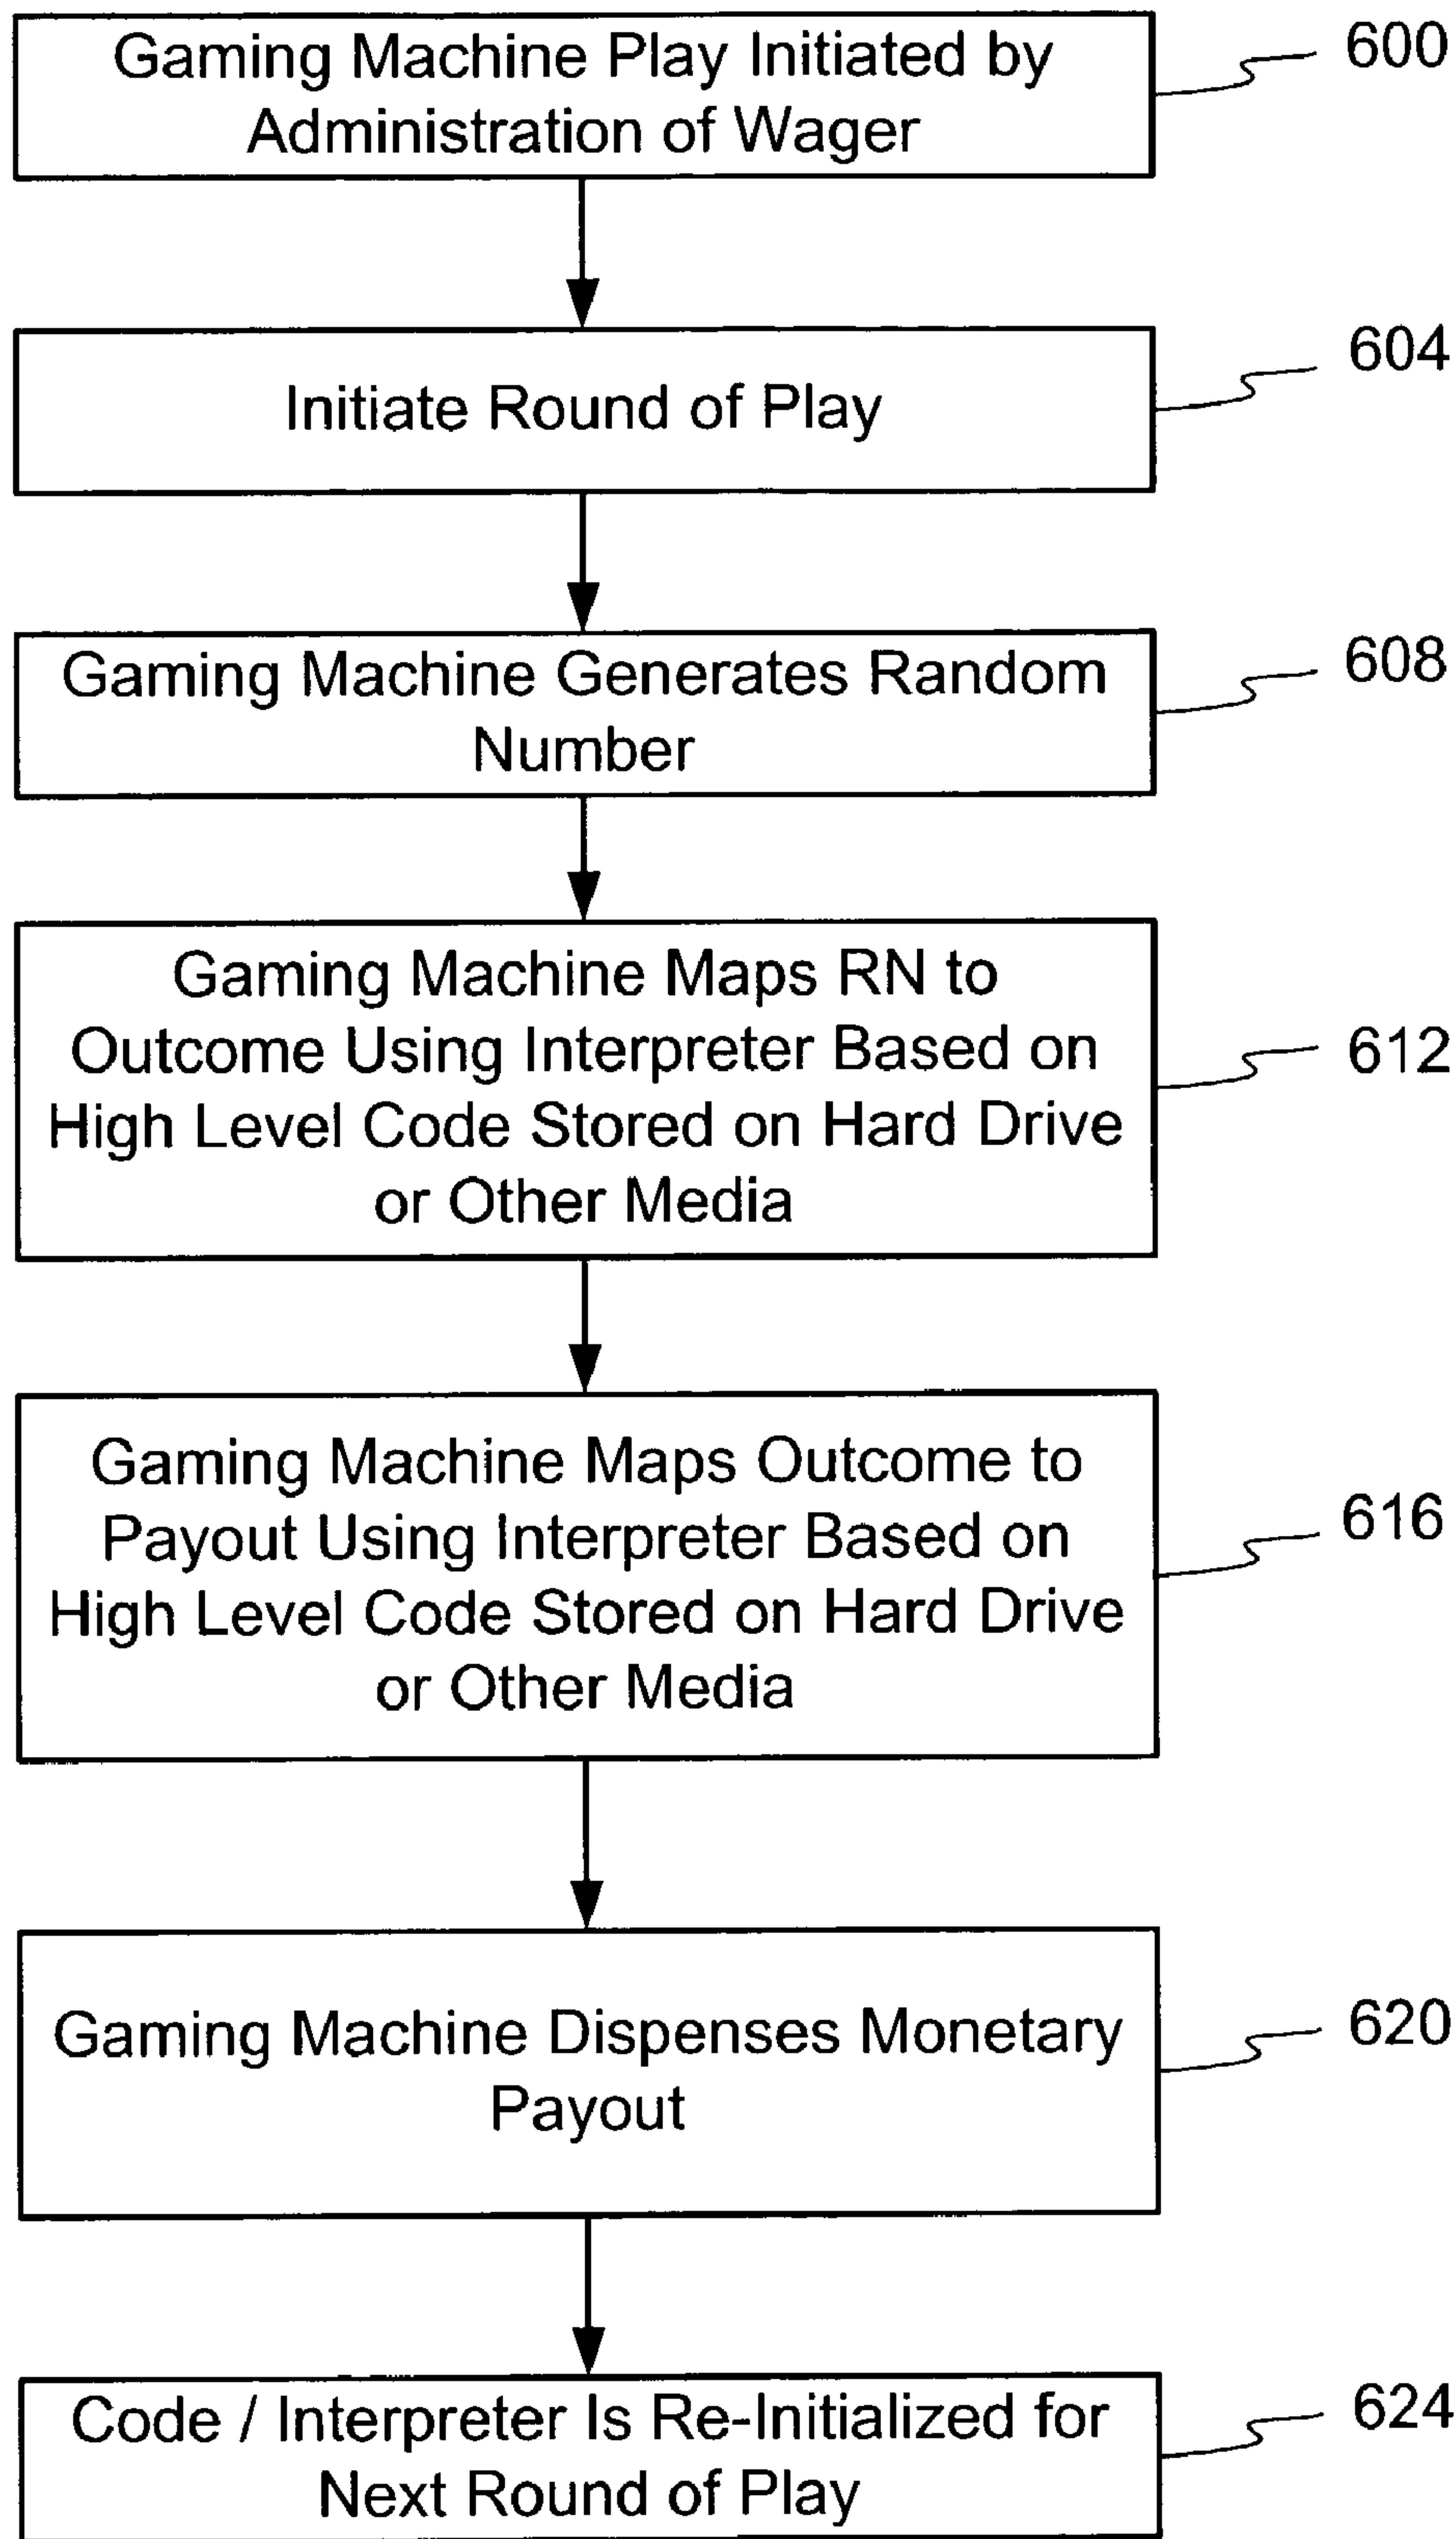 Gaming Machine Play Initiated by
Administration of Wager
600
Initiate Round of Play
604
Gaming Machine Generates Random
Number
608
Gaming Machine Maps RN to
Outcome Using Interpreter Based on
High Level Code Stored on Hard Drive
or Other Media
612
Gaming Machine Maps Outcome to
Payout Using Interpreter Based on
High Level Code Stored on Hard Drive
or Other Media
616
Gaming Machine Dispenses Monetary
Payout
620
Code / Interpreter Is Re-Initialized for
Next Round of Play
624